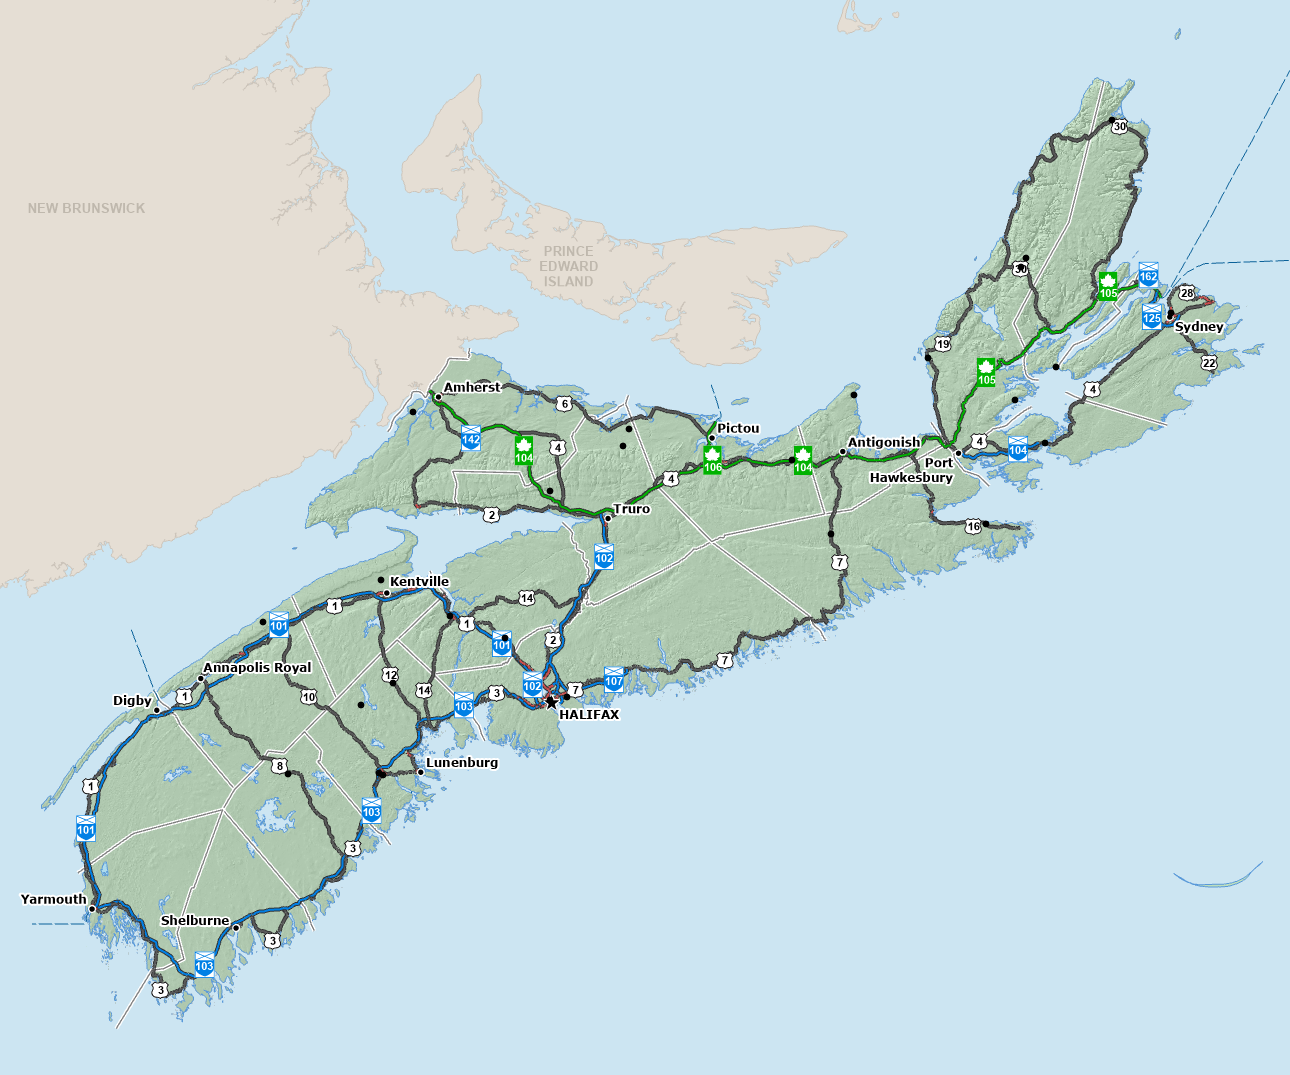 30
NEW BRUNSWICK
PRINCE
EDWARD
ISLAND
30
162
105
28
125
Sydney
19
22
105
Amherst
4
6
Pictou
142
4
Antigonish
4
104
104
106
104
Port
Hawkesbury
4
2
Truro
16
102
7
Kentville
14
1
1
101
2
101
Annapolis Royal
7
12
107
Digby
1
10
14
3
102
7
103
HALIFAX
Lunenburg
8
1
103
101
3
Yarmouth
Shelburne
3
103
3